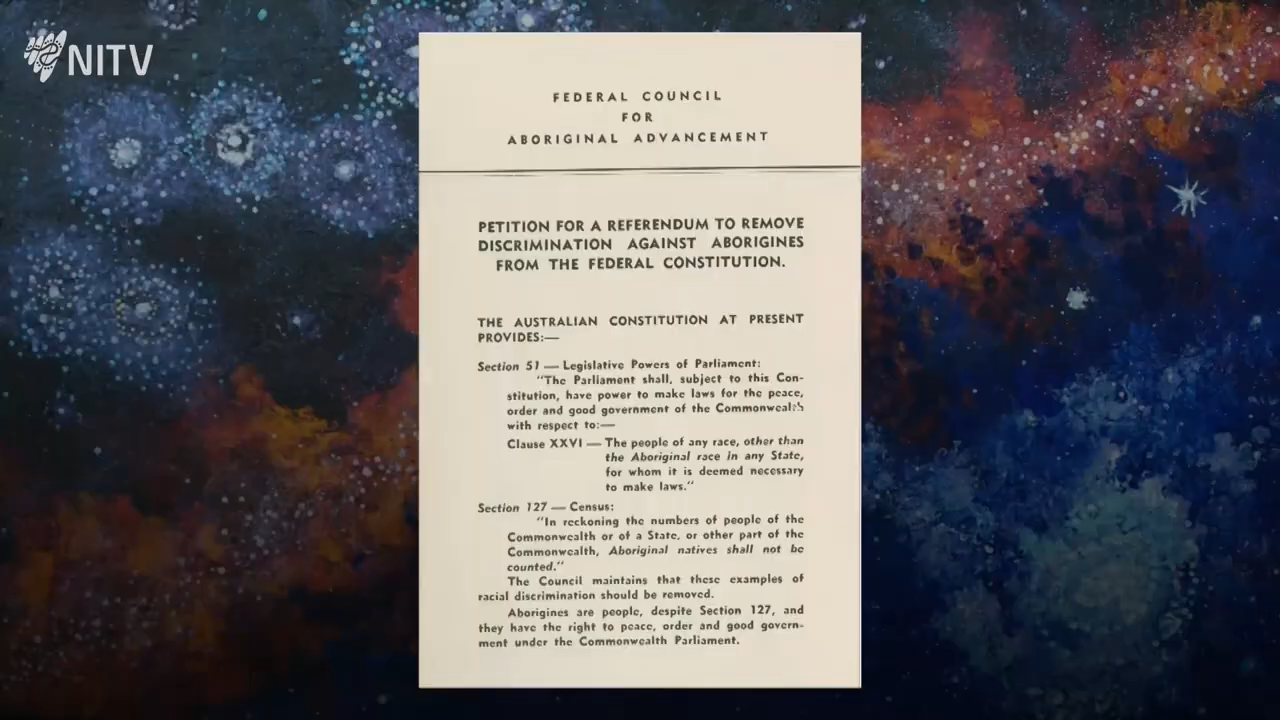 NITV
FEDERAL COUNCIL
FOR
ABORIGINAL ADVANCEMENT
PETITION FOR A REFERENDUM TO REMOVE
DISCRIMINATION AGAINST ABORIGINES
FROM THE FEDERAL CONSTITUTION.
THE AUSTRALIAN CONSTITUTION AT PRESENT
PROVIDES:—
Section 51 — Legislative Powers of Parliament:
"The Parliament shall, subject to this Con-
stitution, have power to make laws for the peace,
order and good government of the Commonwealth
with respect to:—
Clause XXVI — The people of any race, other than
the Aboriginal race in any State,
for whom it is deemed necessary
to make laws."
Section 127 — Census:
"In reckoning the numbers of people of the
Commonwealth or of a State, or other part of the
Commonwealth, Aboriginal natives shall not be
counted."
The Council maintains that these examples of
racial discrimination should be removed.
Aborigines are people, despite Section 127, and
they have the right to peace, order and good govern-
ment under the Commonwealth Parliament.